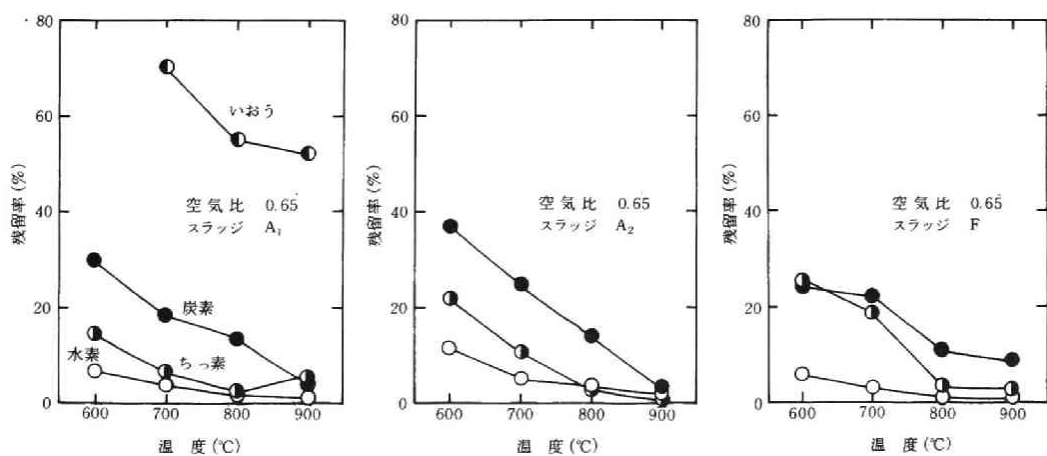 80
60
40
20
0
残留率(%)
いおう
空気比 0.65
スラッジ A₁
炭素
水素
ちっ素
600 700 800 900
温度(℃)
80
60
40
20
0
残留率(%)
空気比 0.65
スラッジ A₂
600 700 800 900
温度(℃)
80
60
40
20
0
残留率(%)
空気比 0.65
スラッジ F
600 700 800 900
温度(℃)